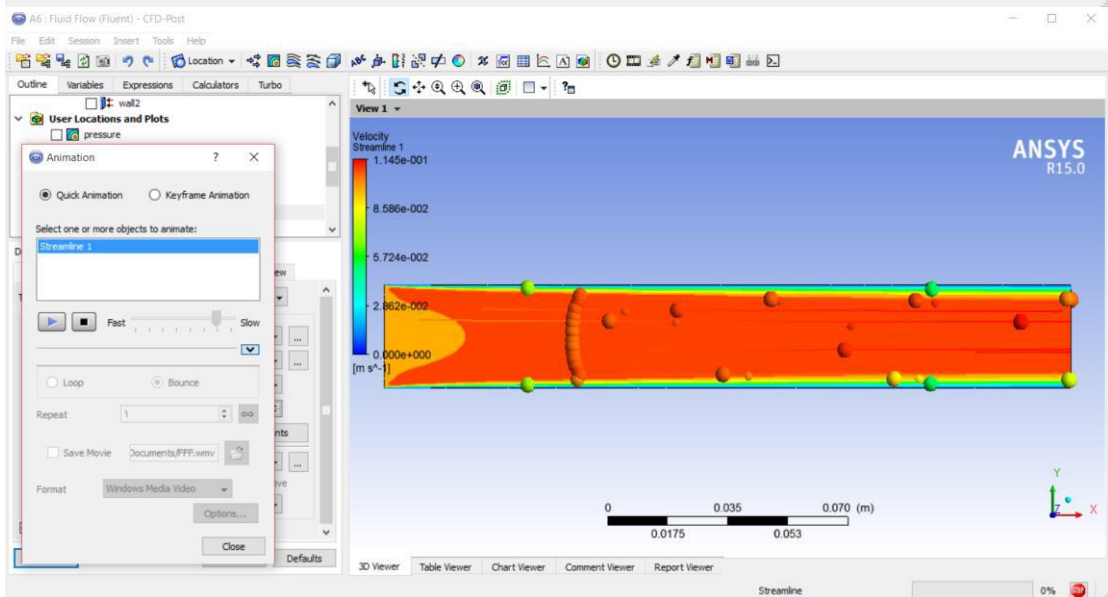 A6 : Fluid Flow (Fluent) - CFD-Post
File Edit Session Insert Tools Help
Location
Outline Variables Expressions Calculators Turbo
wall2
User Locations and Plots
pressure
View 1
Velocity
Streamline 1
1.145e-001
8.586e-002
5.724e-002
2.862e-002
0.000e+000
[m s^-1]
ANSYS
R15.0
Animation ? X
Quick Animation Keyframe Animation
Select one or more objects to animate:
Streamline 1
Fast Slow
Loop Bounce
Repeat 1
Save Movie Documents/FFF.wmv
Format Windows Media Video
Options...
Close
Defaults
0 0.035 0.070 (m)
0.0175 0.053
Y
Z X
3D Viewer Table Viewer Chart Viewer Comment Viewer Report Viewer
Streamline 0% STOP